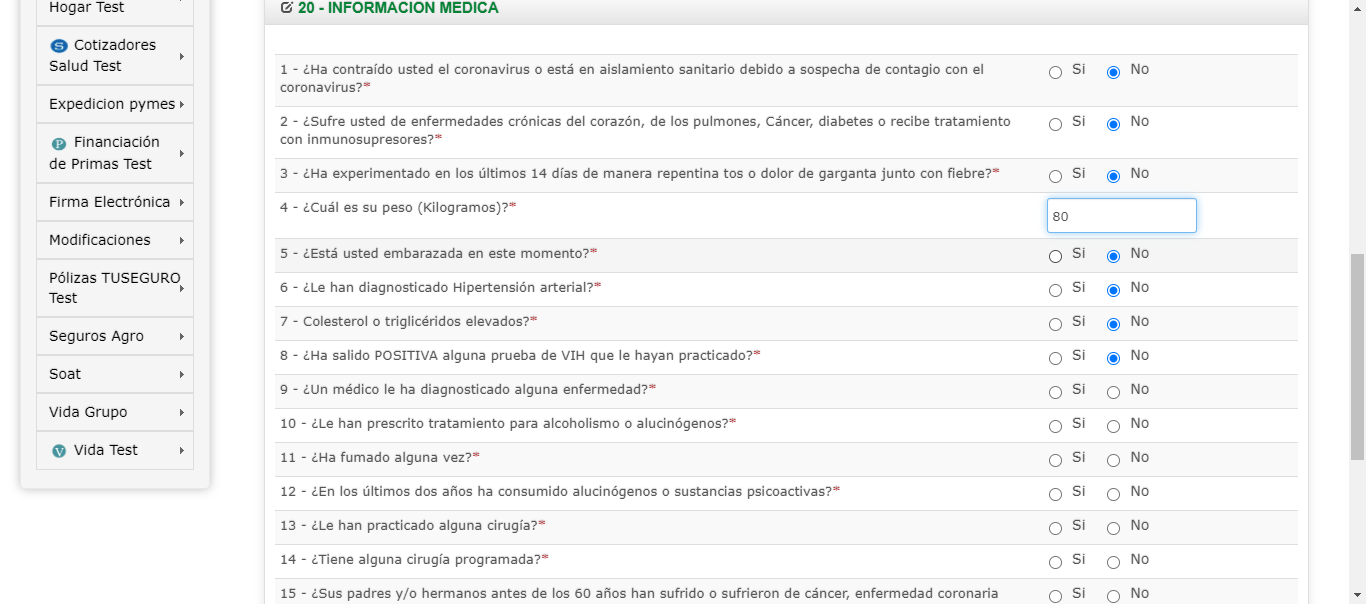 Hogar Test
Cotizadores
Salud Test
Expedicion pymes
Financiación
de Primas Test
Firma Electrónica
Modificaciones
Pólizas TUSEGURO
Test
Seguros Agro
Soat
Vida Grupo
Vida Test
20 - INFORMACION MEDICA
1 - ¿Ha contraído usted el coronavirus o está en aislamiento sanitario debido a sospecha de contagio con el
coronavirus?* Si No
2 - ¿Sufre usted de enfermedades crónicas del corazón, de los pulmones, Cáncer, diabetes o recibe tratamiento
con inmunosupresores?* Si No
3 - ¿Ha experimentado en los últimos 14 días de manera repentina tos o dolor de garganta junto con fiebre?* Si No
4 - ¿Cuál es su peso (Kilogramos)?* 80
5 - ¿Está usted embarazada en este momento?* Si No
6 - ¿Le han diagnosticado Hipertensión arterial?* Si No
7 - Colesterol o triglicéridos elevados?* Si No
8 - ¿Ha salido POSITIVA alguna prueba de VIH que le hayan practicado?* Si No
9 - ¿Un médico le ha diagnosticado alguna enfermedad?* Si No
10 - ¿Le han prescrito tratamiento para alcoholismo o alucinógenos?* Si No
11 - ¿Ha fumado alguna vez?* Si No
12 - ¿En los últimos dos años ha consumido alucinógenos o sustancias psicoactivas?* Si No
13 - ¿Le han practicado alguna cirugía?* Si No
14 - ¿Tiene alguna cirugía programada?* Si No
15 - ¿Sus padres y/o hermanos antes de los 60 años han sufrido o sufrieron de cáncer, enfermedad coronaria Si No